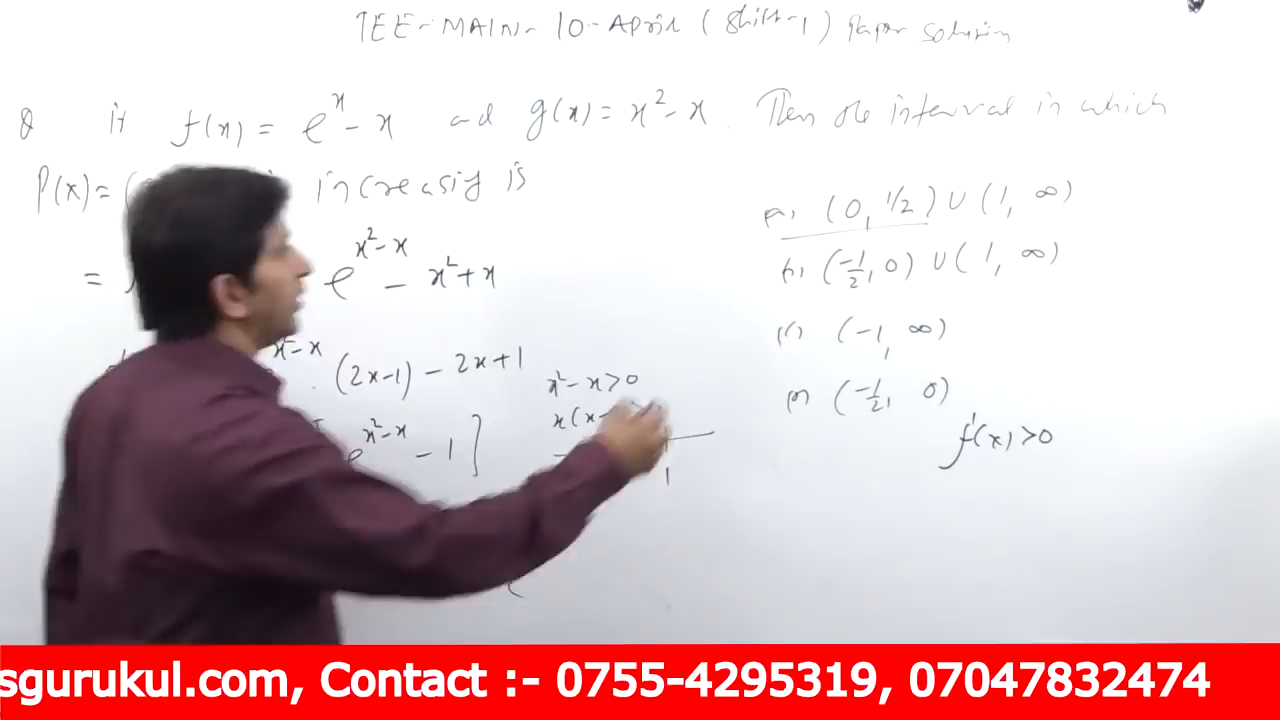 JEE-MAIN- 10-April (shift-1) Paper solution
Q if f(x) = e^x - x and g(x) = x^2 - x. Then the interval in which
P(x) = ( increasing is
= e^{x^2-x} - x^2 + x
x^2-x . (2x-1) - 2x+1
e^{x^2-x} - 1 ]
x^2 - x > 0
x(x-
1
(0, 1/2) ∪ (1, ∞)
(-1/2, 0) ∪ (1, ∞)
(-1, ∞)
(-1/2, 0)
f'(x) > 0
sgurukul.com, Contact :- 0755-4295319, 07047832474